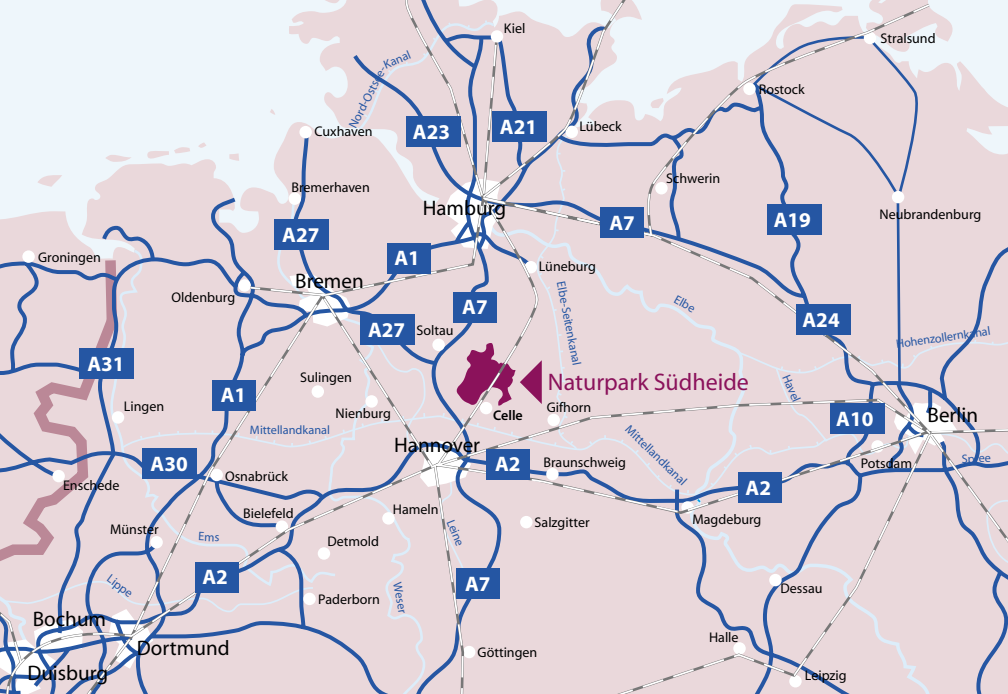 Kiel
Stralsund
Nord-Ostsee-Kanal
Rostock
Cuxhaven
A23
A21
Lübeck
Schwerin
Bremerhaven
Hamburg
A7
A19
Neubrandenburg
A27
A1
Groningen
Lüneburg
Oldenburg
Bremen
Elbe
A7
A24
Elbe-Seitenkanal
A27
Soltau
Hohenzollernkanal
A31
Sulingen
Naturpark Südheide
Havel
A1
Lingen
Nienburg
Celle
Gifhorn
A10
Berlin
Mittellandkanal
Hannover
Mittellandkanal
A30
Osnabrück
A2
Braunschweig
Potsdam
Spree
Enschede
A2
Bielefeld
Hameln
Salzgitter
Magdeburg
Münster
Ems
Leine
Detmold
Lippe
A2
A7
Weser
Dessau
Paderborn
Bochum
Dortmund
Göttingen
Halle
Duisburg
Leipzig